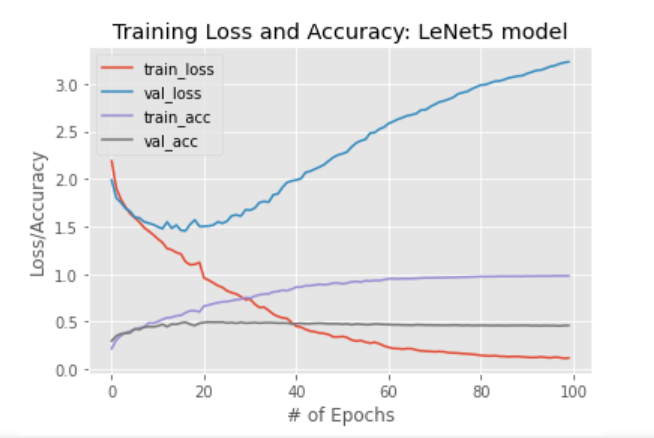 Training Loss and Accuracy: LeNet5 model
train_loss
val_loss
train_acc
val_acc
Loss/Accuracy
3.0
2.5
2.0
1.5
1.0
0.5
0.0
0 20 40 60 80 100
# of Epochs